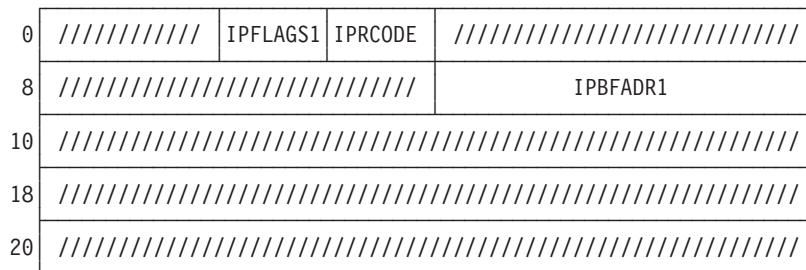 0 //////////// IPFLAGS1 IPRCODE /////////////////////////////
8 ////////////////////////////// IPBFADR1
10 //////////////////////////////////////////////////////////////
18 //////////////////////////////////////////////////////////////
20 //////////////////////////////////////////////////////////////